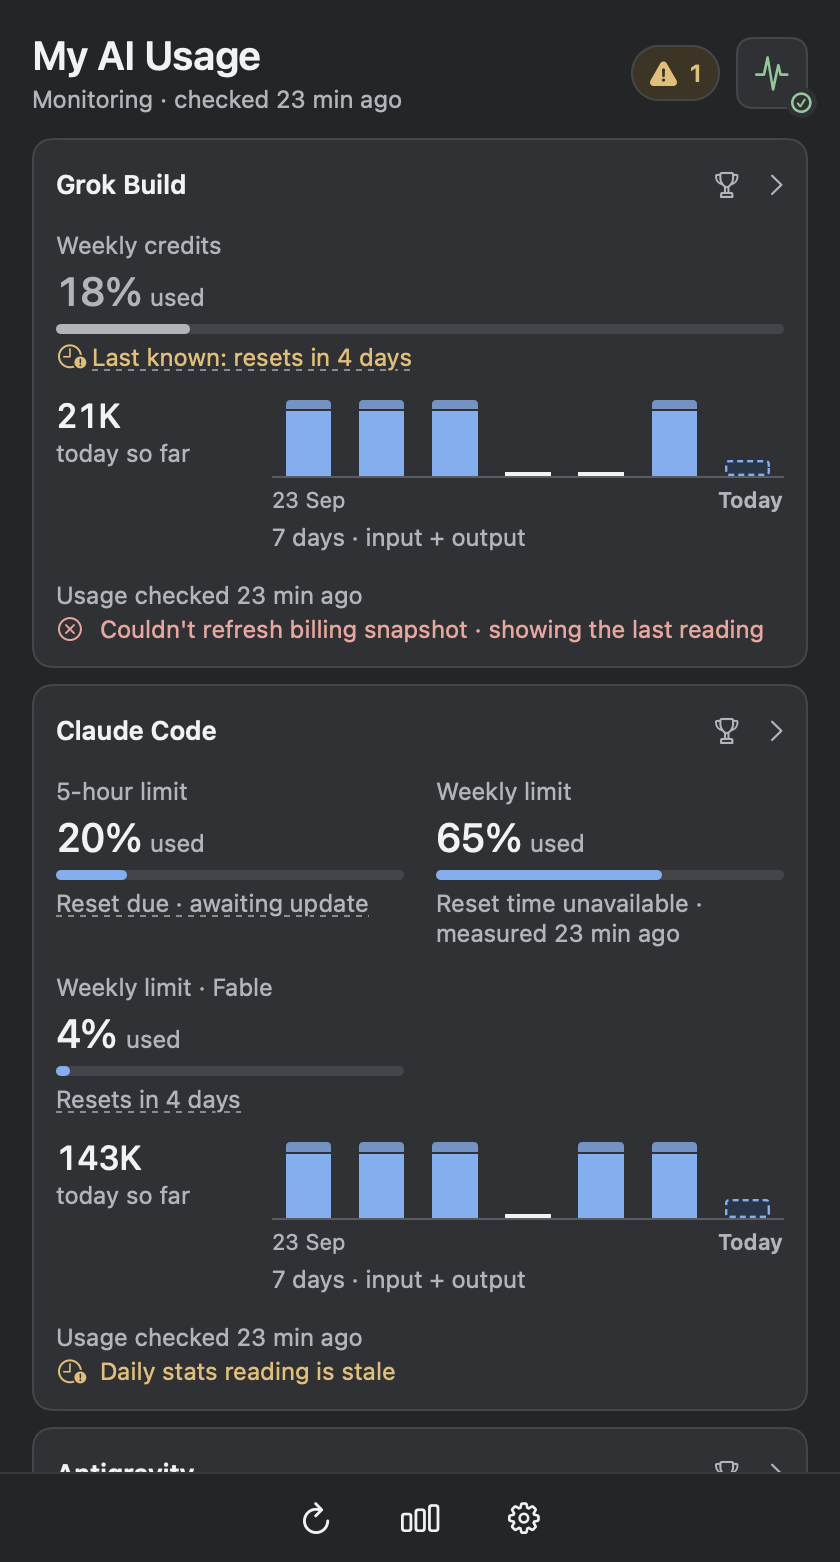 My AI Usage
Monitoring · checked 23 min ago
1
Grok Build
Weekly credits
18% used
Last known: resets in 4 days
21K
today so far
23 Sep
Today
7 days · input + output
Usage checked 23 min ago
Couldn't refresh billing snapshot · showing the last reading
Claude Code
5-hour limit
20% used
Reset due · awaiting update
Weekly limit
65% used
Reset time unavailable ·
measured 23 min ago
Weekly limit · Fable
4% used
Resets in 4 days
143K
today so far
23 Sep
Today
7 days · input + output
Usage checked 23 min ago
Daily stats reading is stale
Antigravity